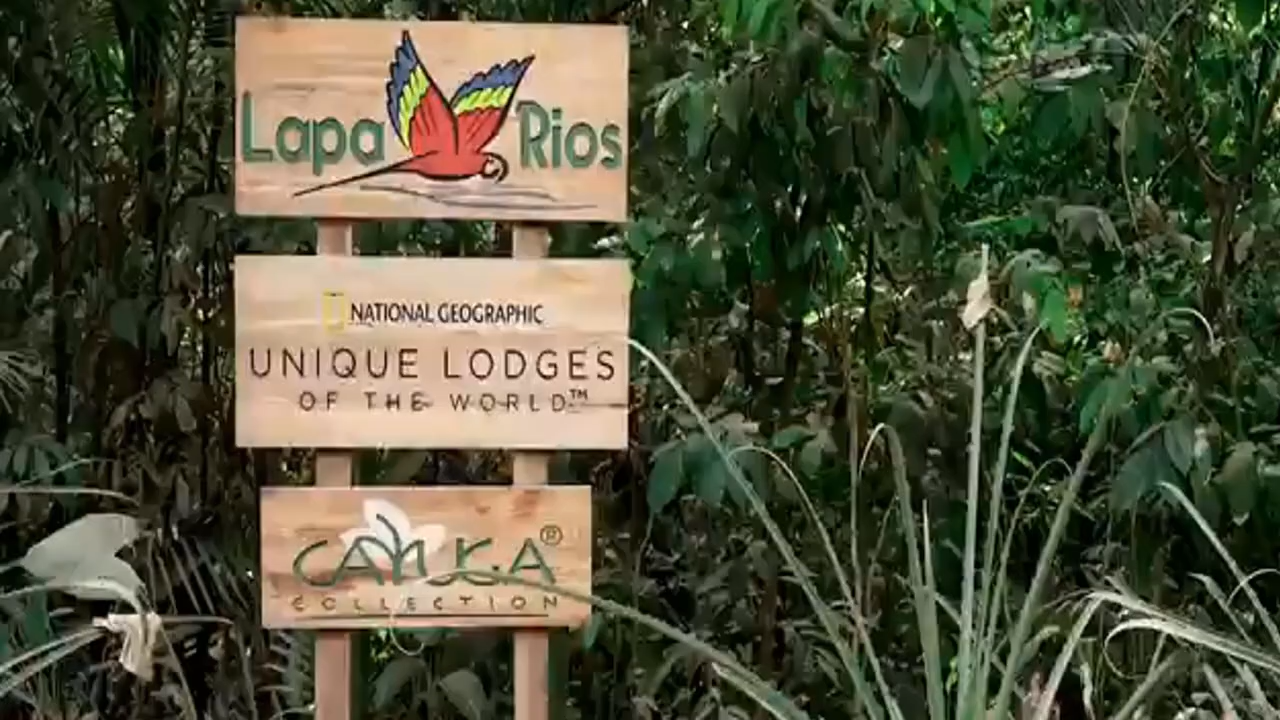 Lapa Rios
NATIONAL GEOGRAPHIC
UNIQUE LODGES
OF THE WORLD™
CAYUGA®
COLLECTION